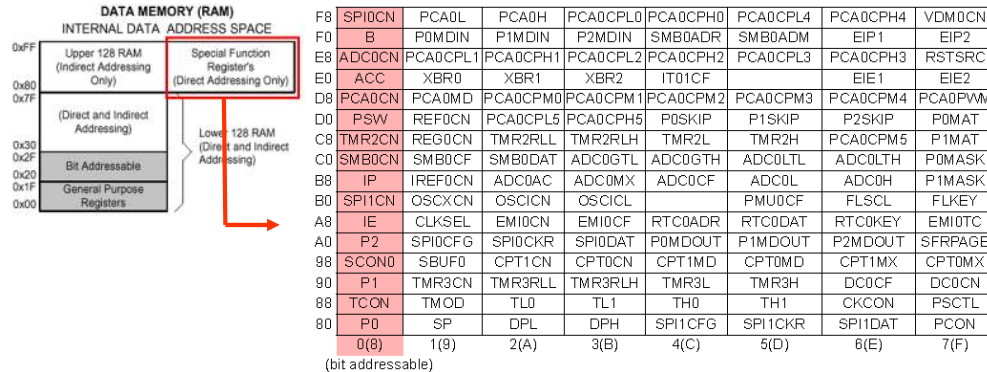 DATA MEMORY (RAM)
INTERNAL DATA ADDRESS SPACE
0xFF
Upper 128 RAM
(Indirect Addressing
Only)
0x80
Special Function
Register's
(Direct Addressing Only)
0x7F
(Direct and Indirect
Addressing)
0x30
0x2F
Bit Addressable
0x20
0x1F
General Purpose
Registers
0x00
Lower 128 RAM
(Direct and Indirect
Addressing)
F8 SPI0CN PCA0L PCA0H PCA0CPL0 PCA0CPH0 PCA0CPL4 PCA0CPH4 VDM0CN
F0 B P0MDIN P1MDIN P2MDIN SMB0ADR SMB0ADM EIP1 EIP2
E8 ADC0CN PCA0CPL1 PCA0CPH1 PCA0CPL2 PCA0CPH2 PCA0CPL3 PCA0CPH3 RSTSRC
E0 ACC XBR0 XBR1 XBR2 IT01CF EIE1 EIE2
D8 PCA0CN PCA0MD PCA0CPM0 PCA0CPM1 PCA0CPM2 PCA0CPM3 PCA0CPM4 PCA0PWM
D0 PSW REF0CN PCA0CPL5 PCA0CPH5 P0SKIP P1SKIP P2SKIP P0MAT
C8 TMR2CN REG0CN TMR2RLL TMR2RLH TMR2L TMR2H PCA0CPM5 P1MAT
C0 SMB0CN SMB0CF SMB0DAT ADC0GTL ADC0GTH ADC0LTL ADC0LTH P0MASK
B8 IP IREF0CN ADC0AC ADC0MX ADC0CF ADC0L ADC0H P1MASK
B0 SPI1CN OSCXCN OSCICN OSCICL PMU0CF FLSCL FLKEY
A8 IE CLKSEL EMI0CN EMI0CF RTC0ADR RTC0DAT RTC0KEY EMI0TC
A0 P2 SPI0CFG SPI0CKR SPI0DAT P0MDOUT P1MDOUT P2MDOUT SFRPAGE
98 SCON0 SBUF0 CPT1CN CPT0CN CPT1MD CPT0MD CPT1MX CPT0MX
90 P1 TMR3CN TMR3RLL TMR3RLH TMR3L TMR3H DC0CF DC0CN
88 TCON TMOD TL0 TL1 TH0 TH1 CKCON PSCTL
80 P0 SP DPL DPH SPI1CFG SPI1CKR SPI1DAT PCON
0(8) 1(9) 2(A) 3(B) 4(C) 5(D) 6(E) 7(F)
(bit addressable)